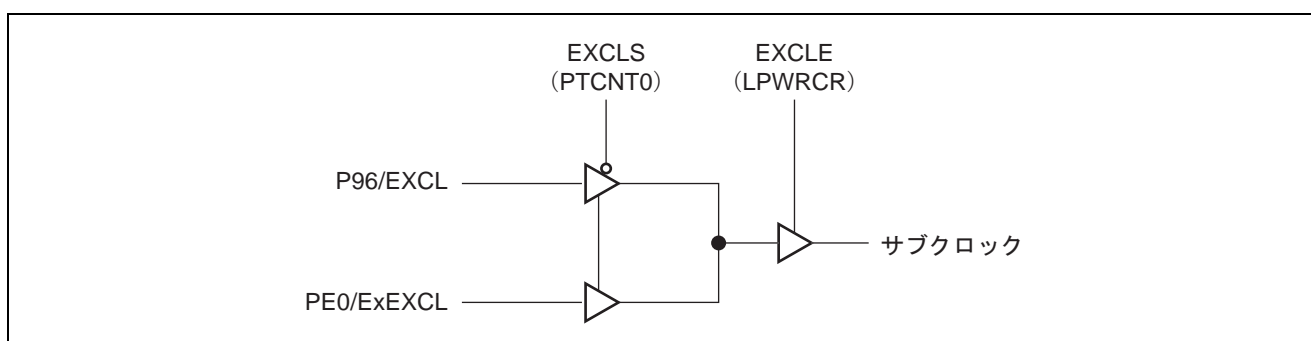 EXCLS
（PTCNT0）
EXCLE
（LPWRCR）
P96/EXCL
サブクロック
PE0/ExEXCL